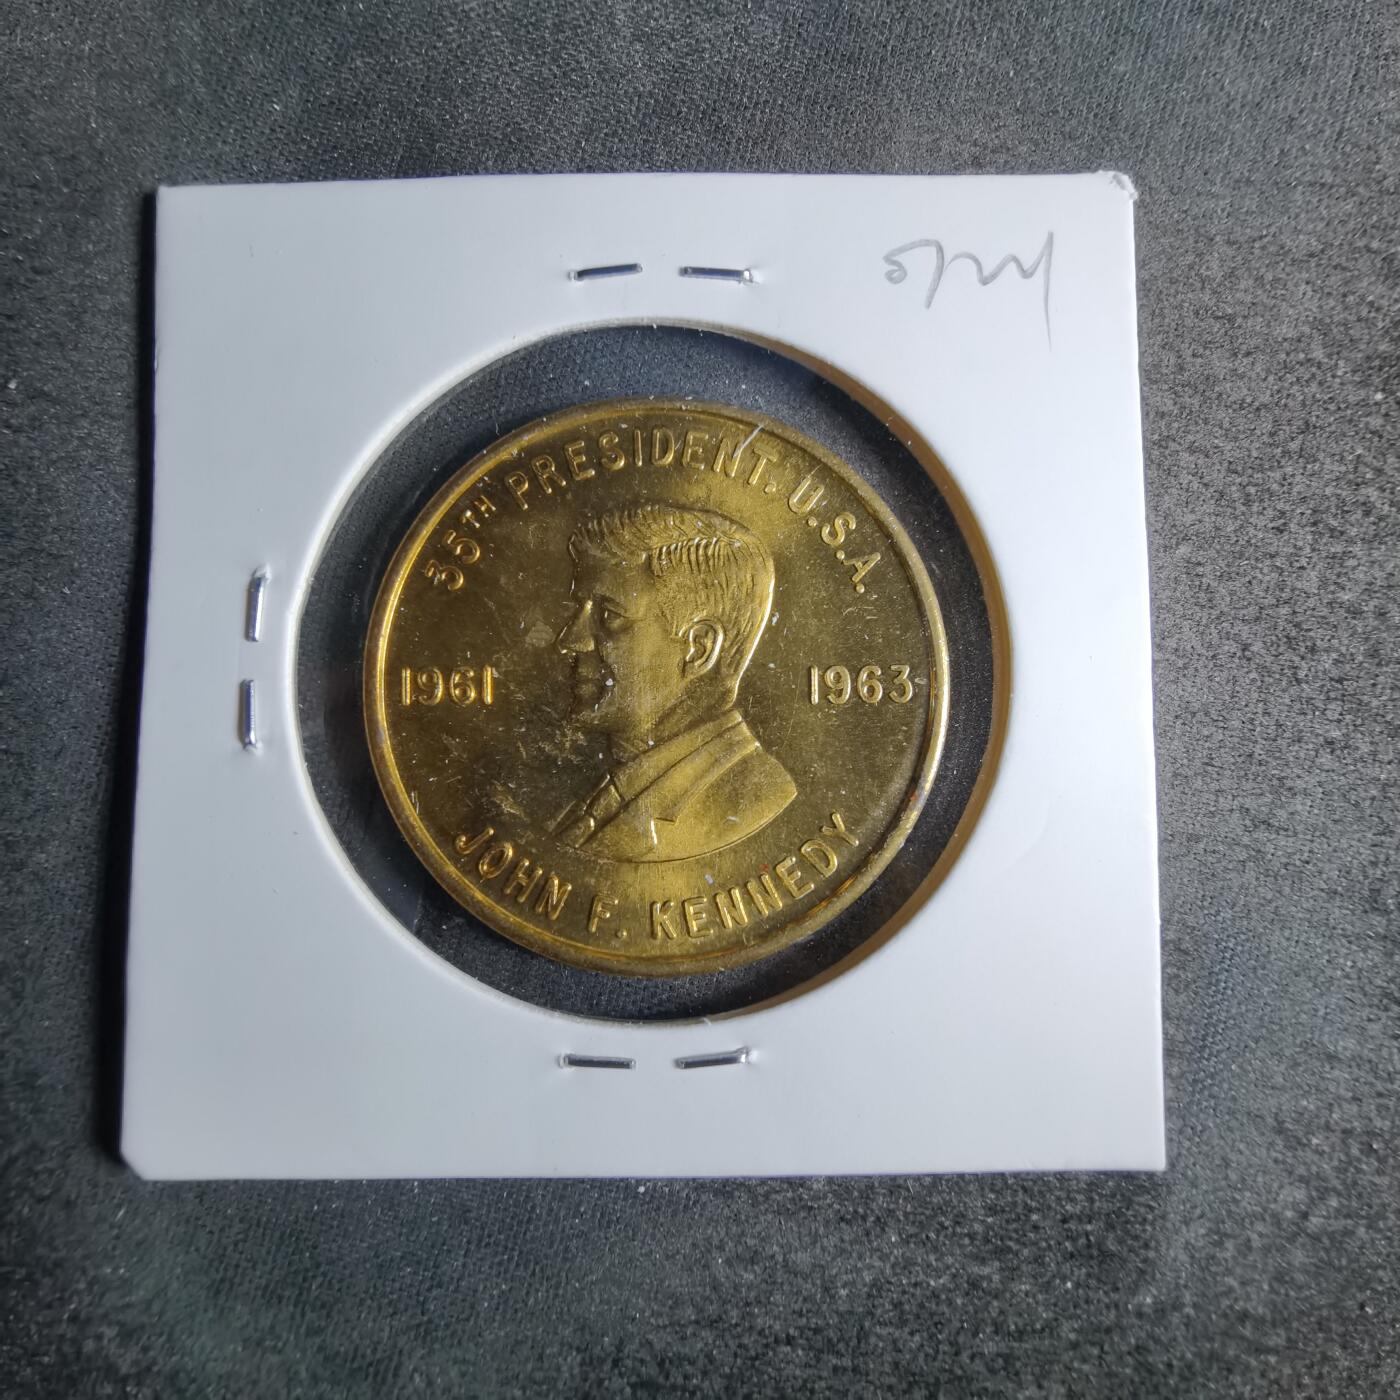 35TH PRESIDENT. U.S.A.
1961 1963
JOHN F. KENNEDY